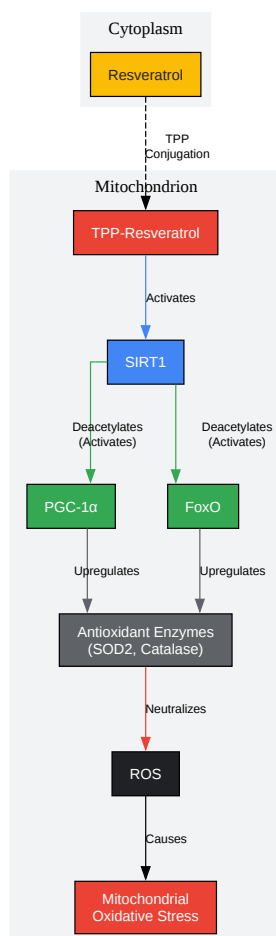 Cytoplasm
Resveratrol
TPP
Conjugation
Mitochondrion
TPP-Resveratrol
Activates
SIRT1
Deacetylates
(Activates)
Deacetylates
(Activates)
PGC-1α
FoxO
Upregulates
Upregulates
Antioxidant Enzymes
(SOD2, Catalase)
Neutralizes
ROS
Causes
Mitochondrial
Oxidative Stress